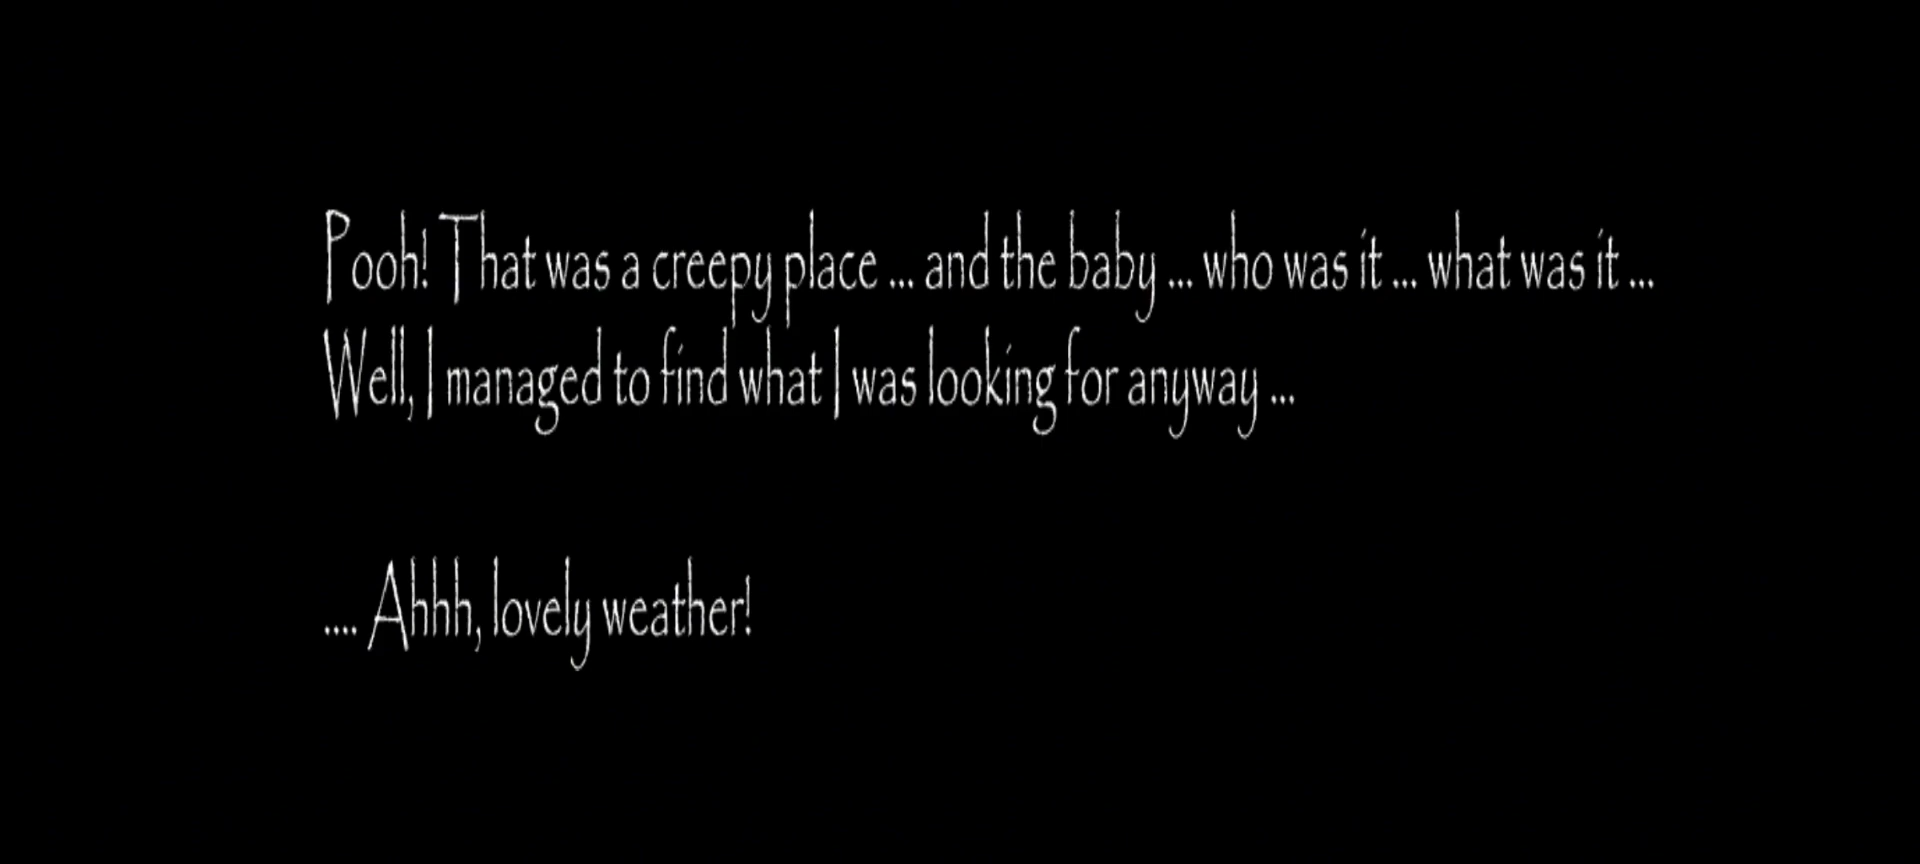 Pooh! That was a creepy place ... and the baby ... who was it ... what was it ...
Well, I managed to find what I was looking for anyway ...
.... Ahhh, lovely weather!